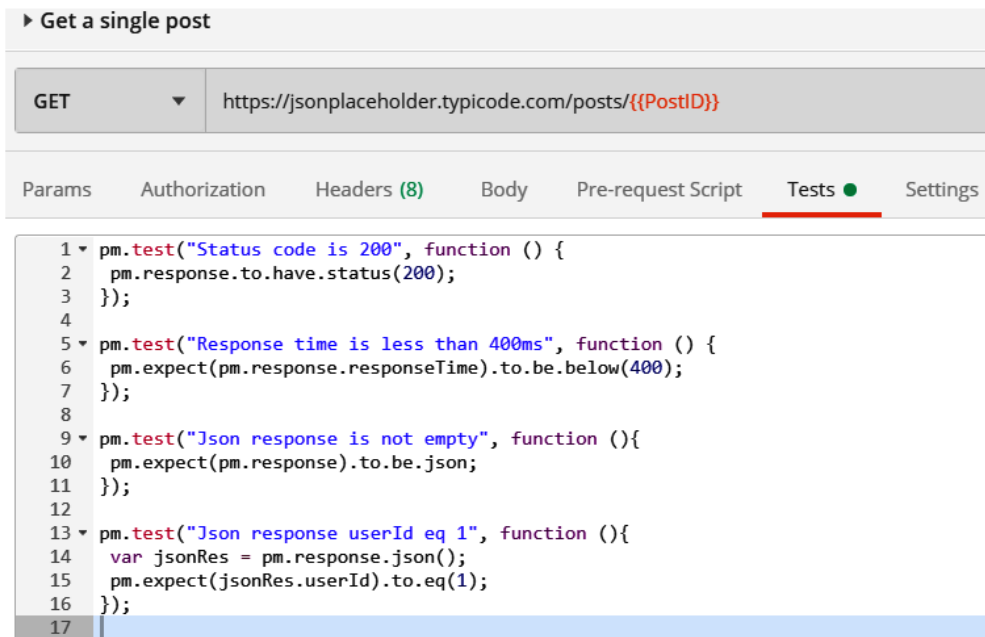 Get a single post
GET https://jsonplaceholder.typicode.com/posts/{{PostID}}
Params Authorization Headers (8) Body Pre-request Script Tests Settings
1 pm.test("Status code is 200", function () {
2 pm.response.to.have.status(200);
3 });
4
5 pm.test("Response time is less than 400ms", function () {
6 pm.expect(pm.response.responseTime).to.be.below(400);
7 });
8
9 pm.test("Json response is not empty", function (){
10 pm.expect(pm.response).to.be.json;
11 });
12
13 pm.test("Json response userId eq 1", function (){
14 var jsonRes = pm.response.json();
15 pm.expect(jsonRes.userId).to.eq(1);
16 });
17